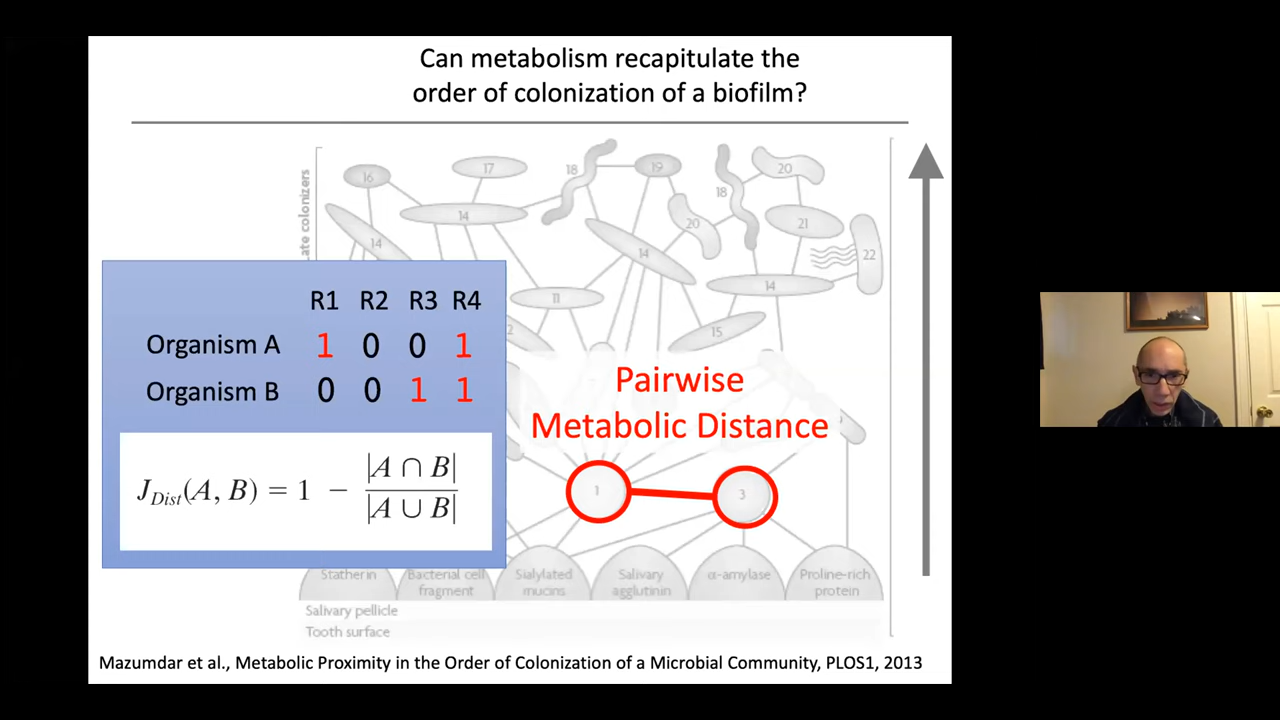 Can metabolism recapitulate the
order of colonization of a biofilm?
ate colonizers
16
17
18
19
18
20
14
20
21
14
14
22
14
11
2
15
R1 R2 R3 R4
Organism A 1 0 0 1
Organism B 0 0 1 1
J_Dist(A, B) = 1 − |A ∩ B| / |A ∪ B|
Pairwise
Metabolic Distance
1
3
Statherin
Bacterial cell
fragment
Sialylated
mucins
Salivary
agglutinin
α-amylase
Proline-rich
protein
Salivary pellicle
Tooth surface
Mazumdar et al., Metabolic Proximity in the Order of Colonization of a Microbial Community, PLOS1, 2013